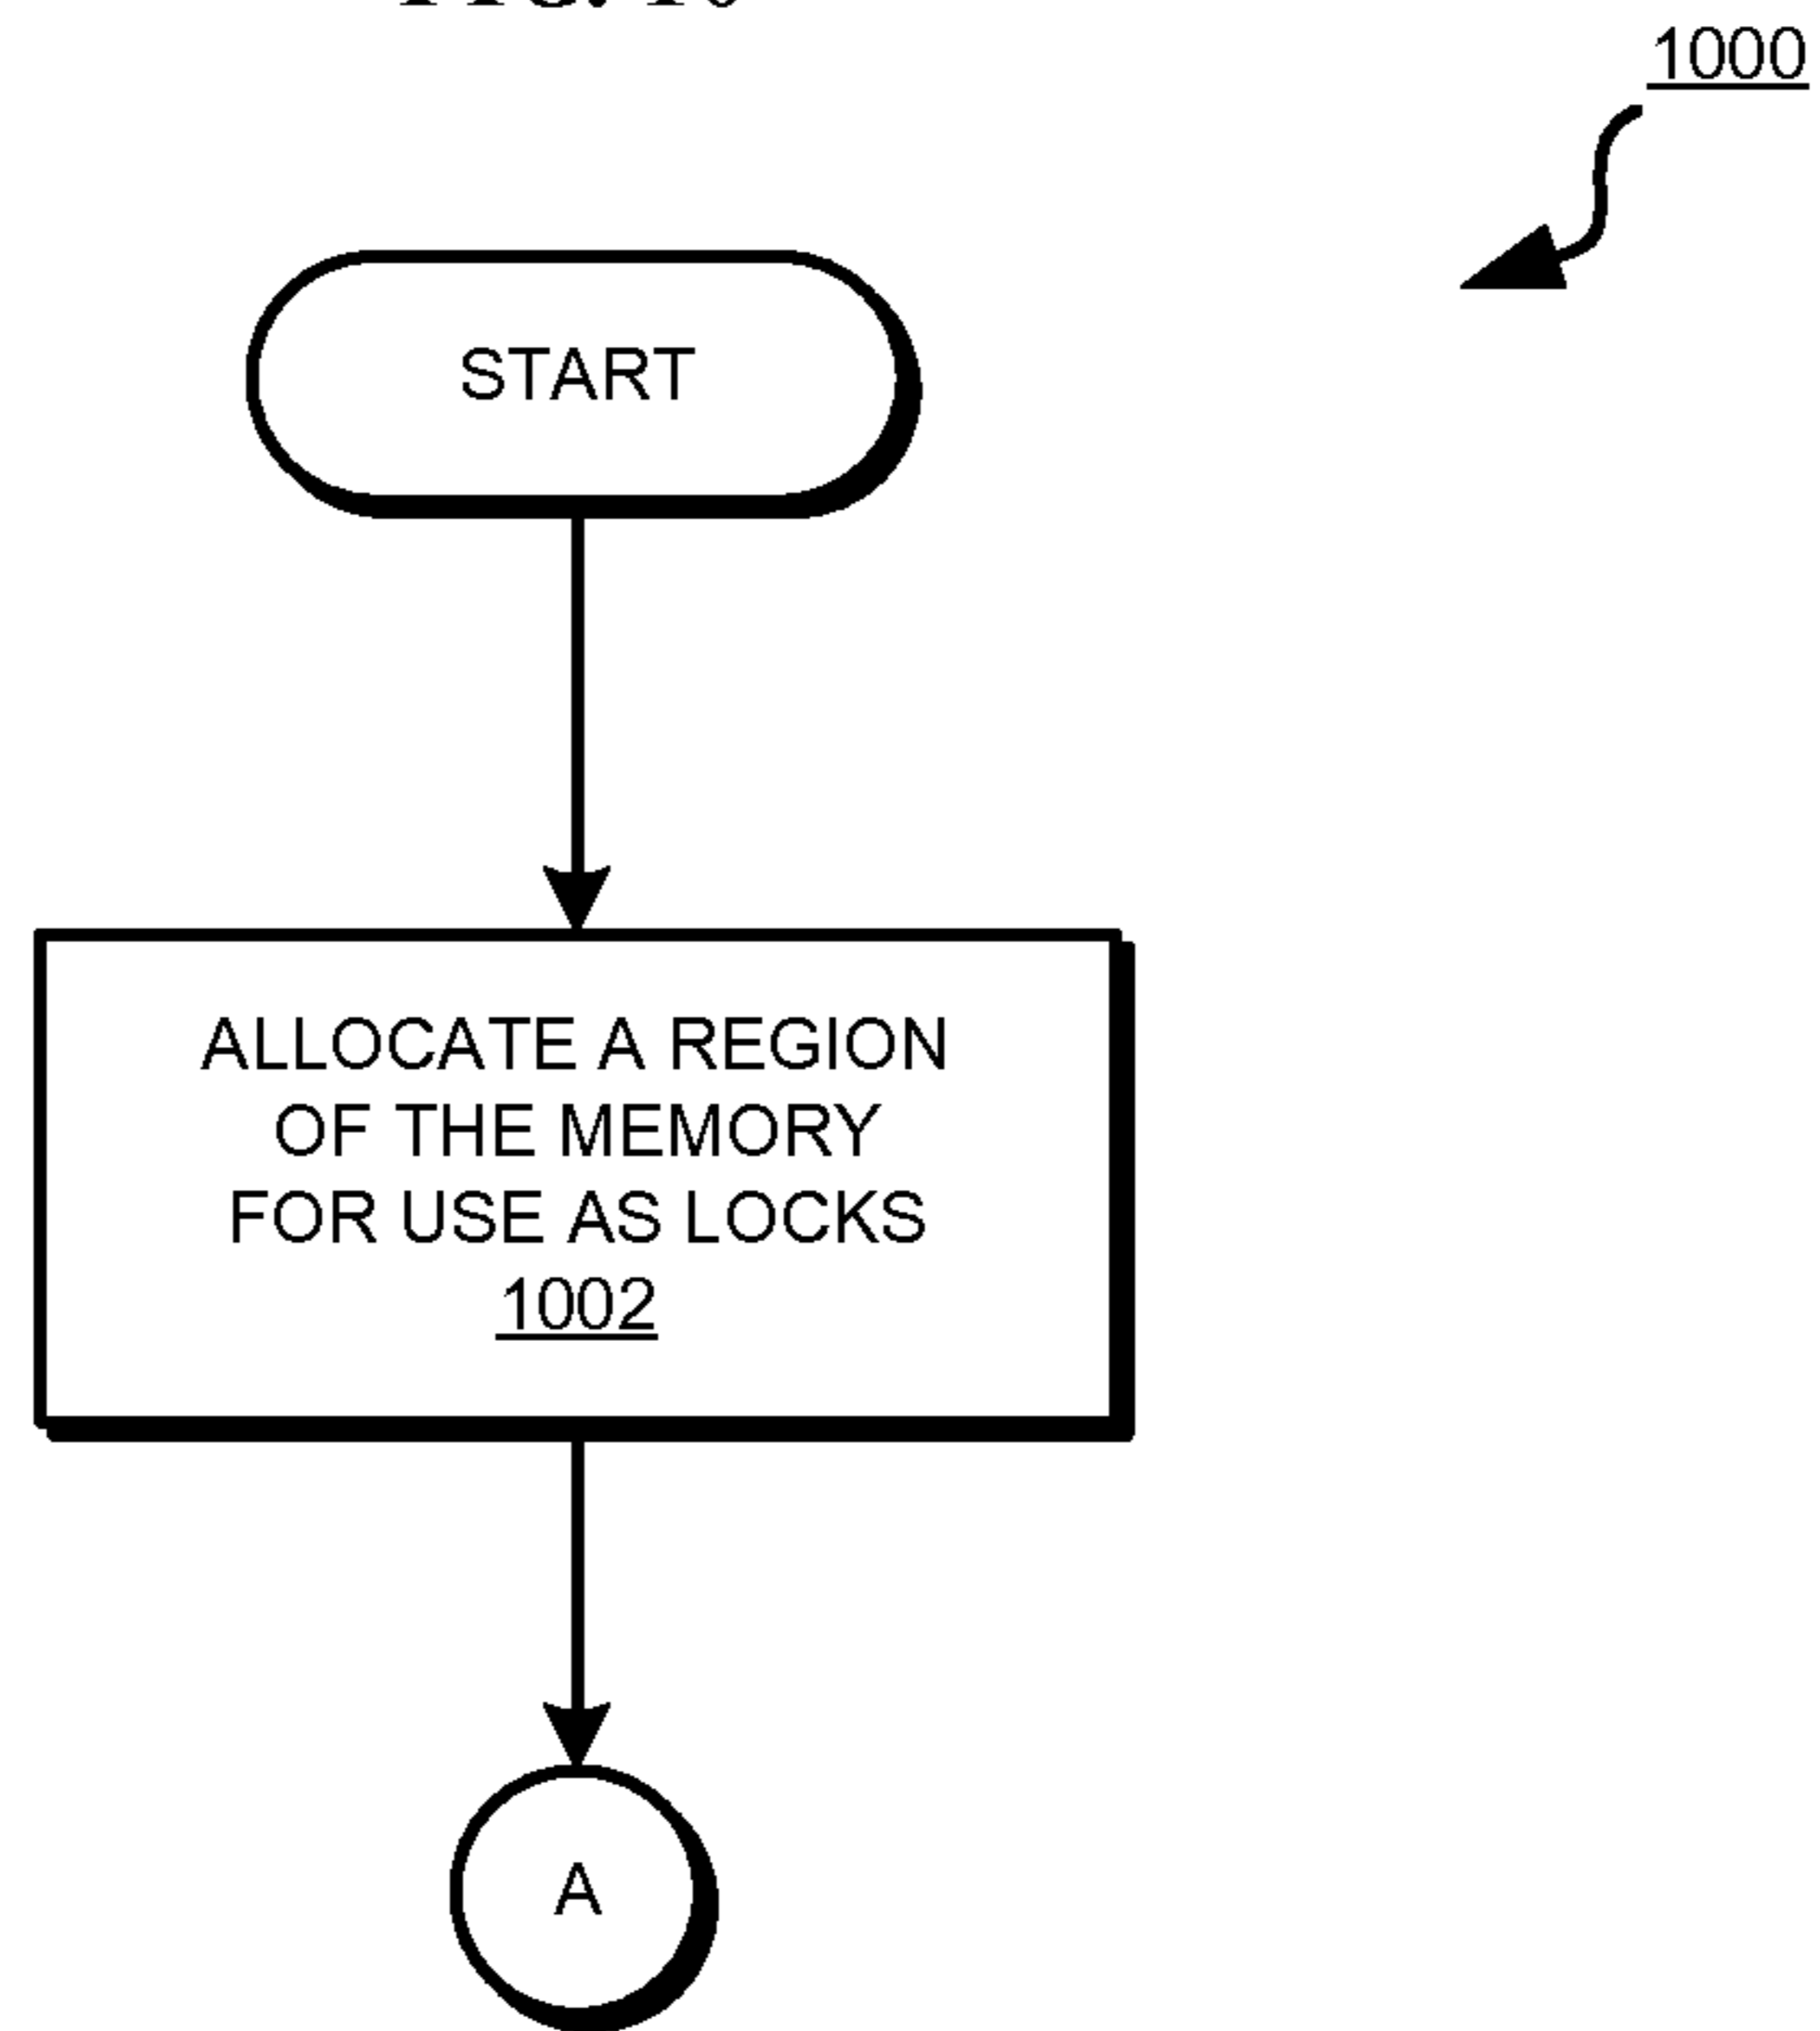 1000
START
ALLOCATE A REGION
OF THE MEMORY
FOR USE AS LOCKS
1002
A